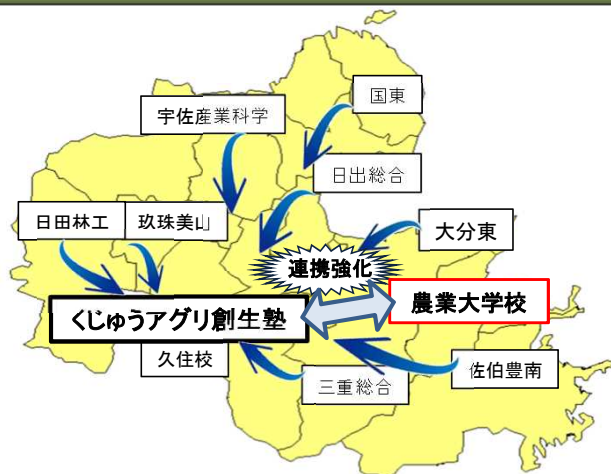 国東
宇佐産業科学
日出総合
日田林工
玖珠美山
大分東
連携強化
くじゅうアグリ創生塾
農業大学校
久住校
三重総合
佐伯豊南